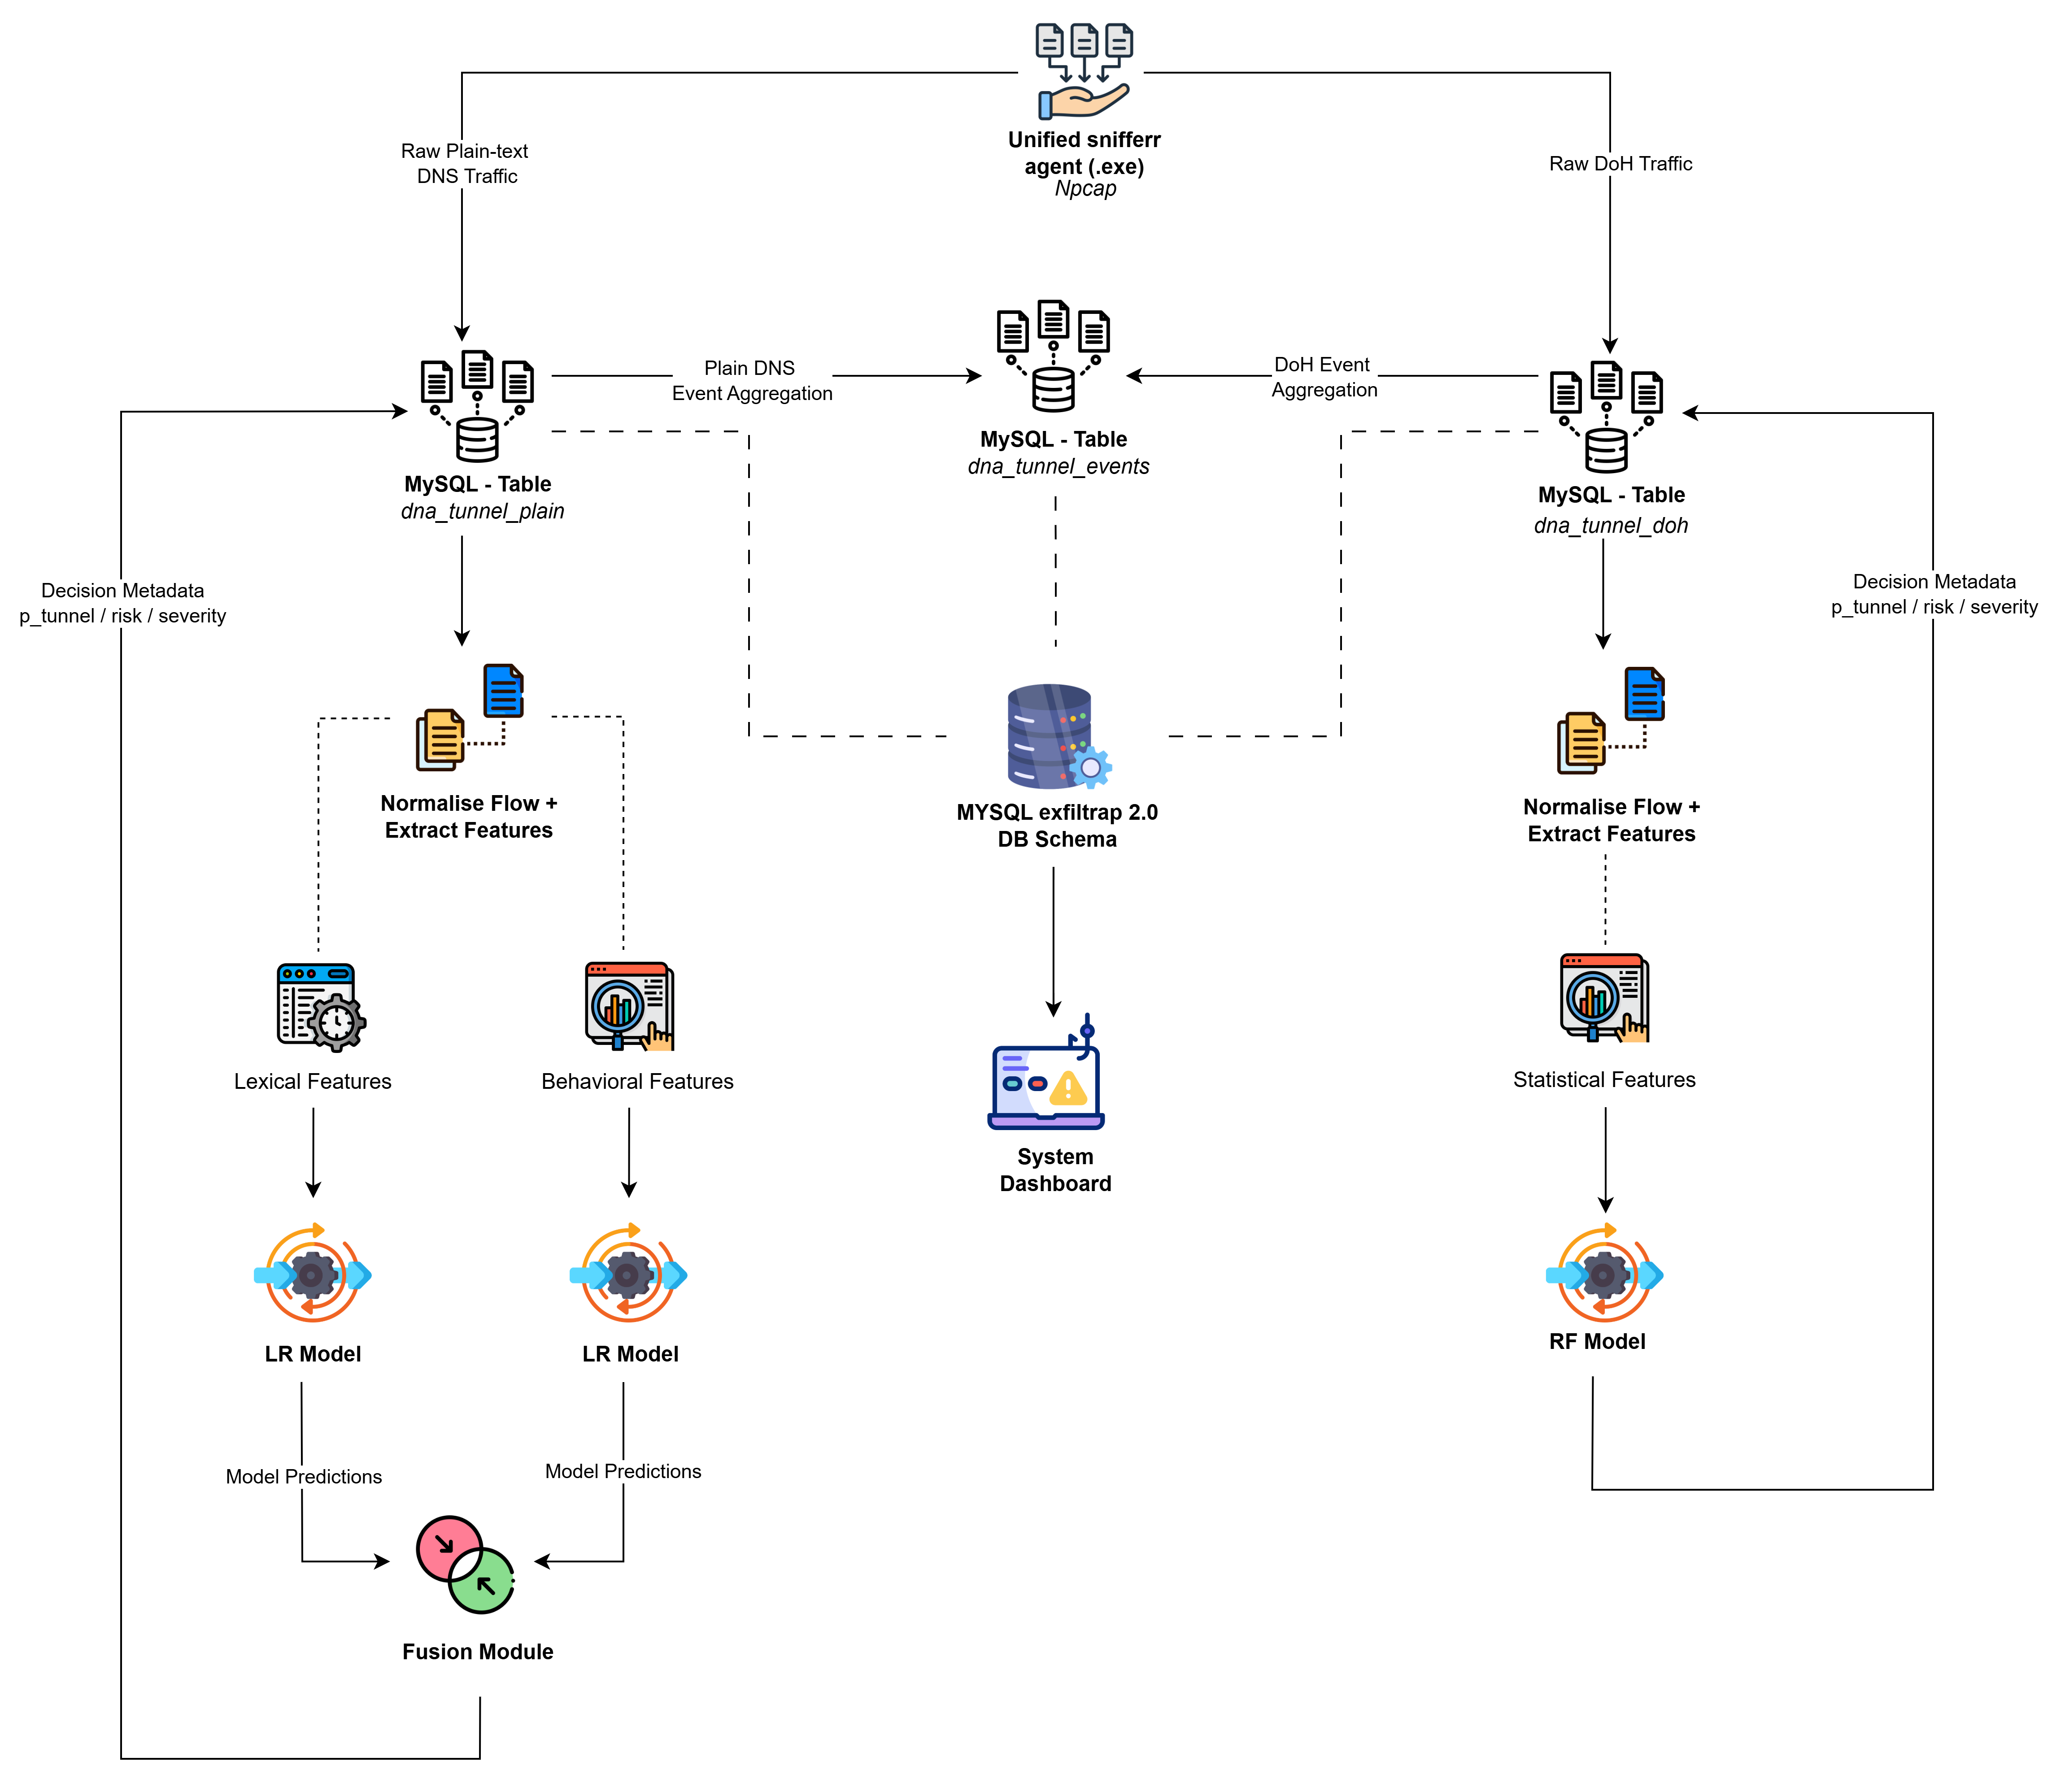 Unified snifferr
agent (.exe)
Npcap
Raw Plain-text
DNS Traffic
Raw DoH Traffic
Plain DNS
Event Aggregation
DoH Event
Aggregation
MySQL - Table
dna_tunnel_plain
MySQL - Table
dna_tunnel_events
MySQL - Table
dna_tunnel_doh
Decision Metadata
p_tunnel / risk / severity
Decision Metadata
p_tunnel / risk / severity
Normalise Flow +
Extract Features
MYSQL exfiltrap 2.0
DB Schema
Normalise Flow +
Extract Features
Lexical Features
Behavioral Features
Statistical Features
System
Dashboard
LR Model
LR Model
RF Model
Model Predictions
Model Predictions
Fusion Module